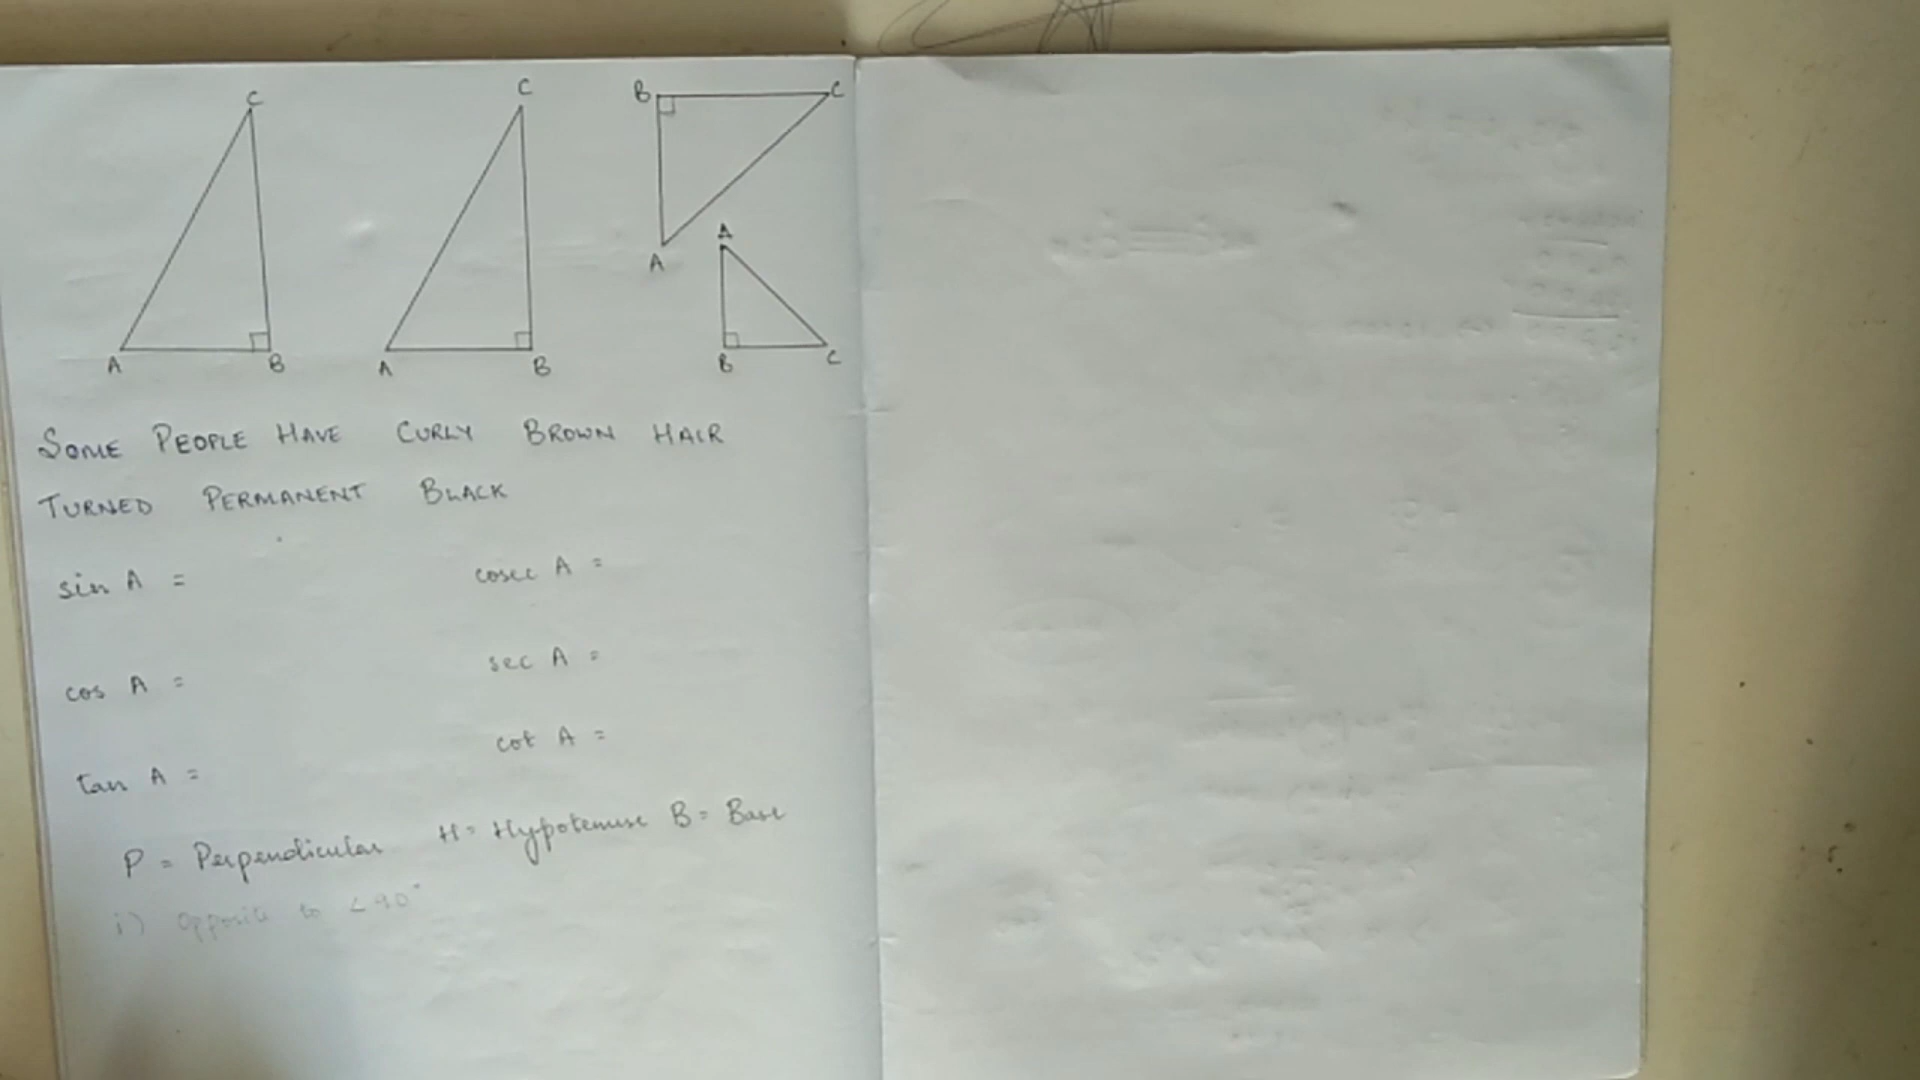 C
C
B C
A
A
A B
A B
B C
SOME PEOPLE HAVE CURLY BROWN HAIR
TURNED PERMANENT BLACK
sin A = cosec A =
cos A = sec A =
tan A = cot A =
P = Perpendicular H = Hypotenuse B = Base
i) opposite to ∠90°